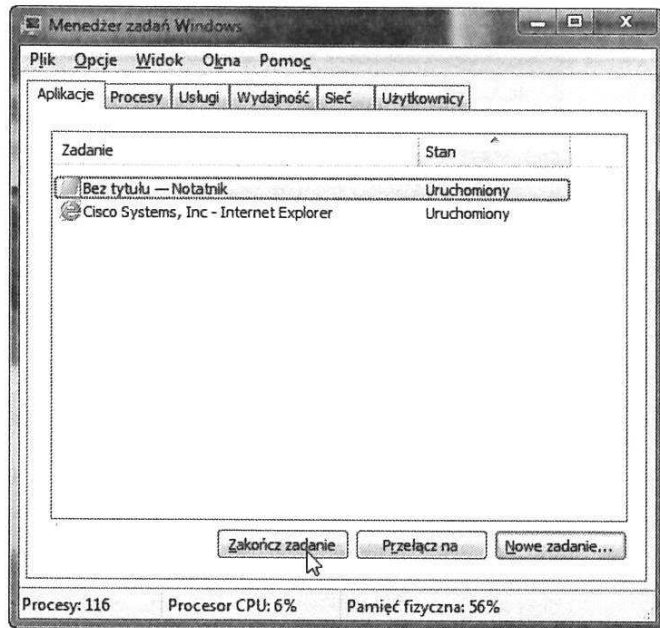 Menedżer zadań Windows
Plik Opcje Widok Okna Pomoc
Aplikacje Procesy Usługi Wydajność Sieć Użytkownicy
Zadanie Stan
Bez tytułu — Notatnik Uruchomiony
Cisco Systems, Inc - Internet Explorer Uruchomiony
Zakończ zadanie Przełącz na Nowe zadanie...
Procesy: 116 Procesor CPU: 6% Pamięć fizyczna: 56%